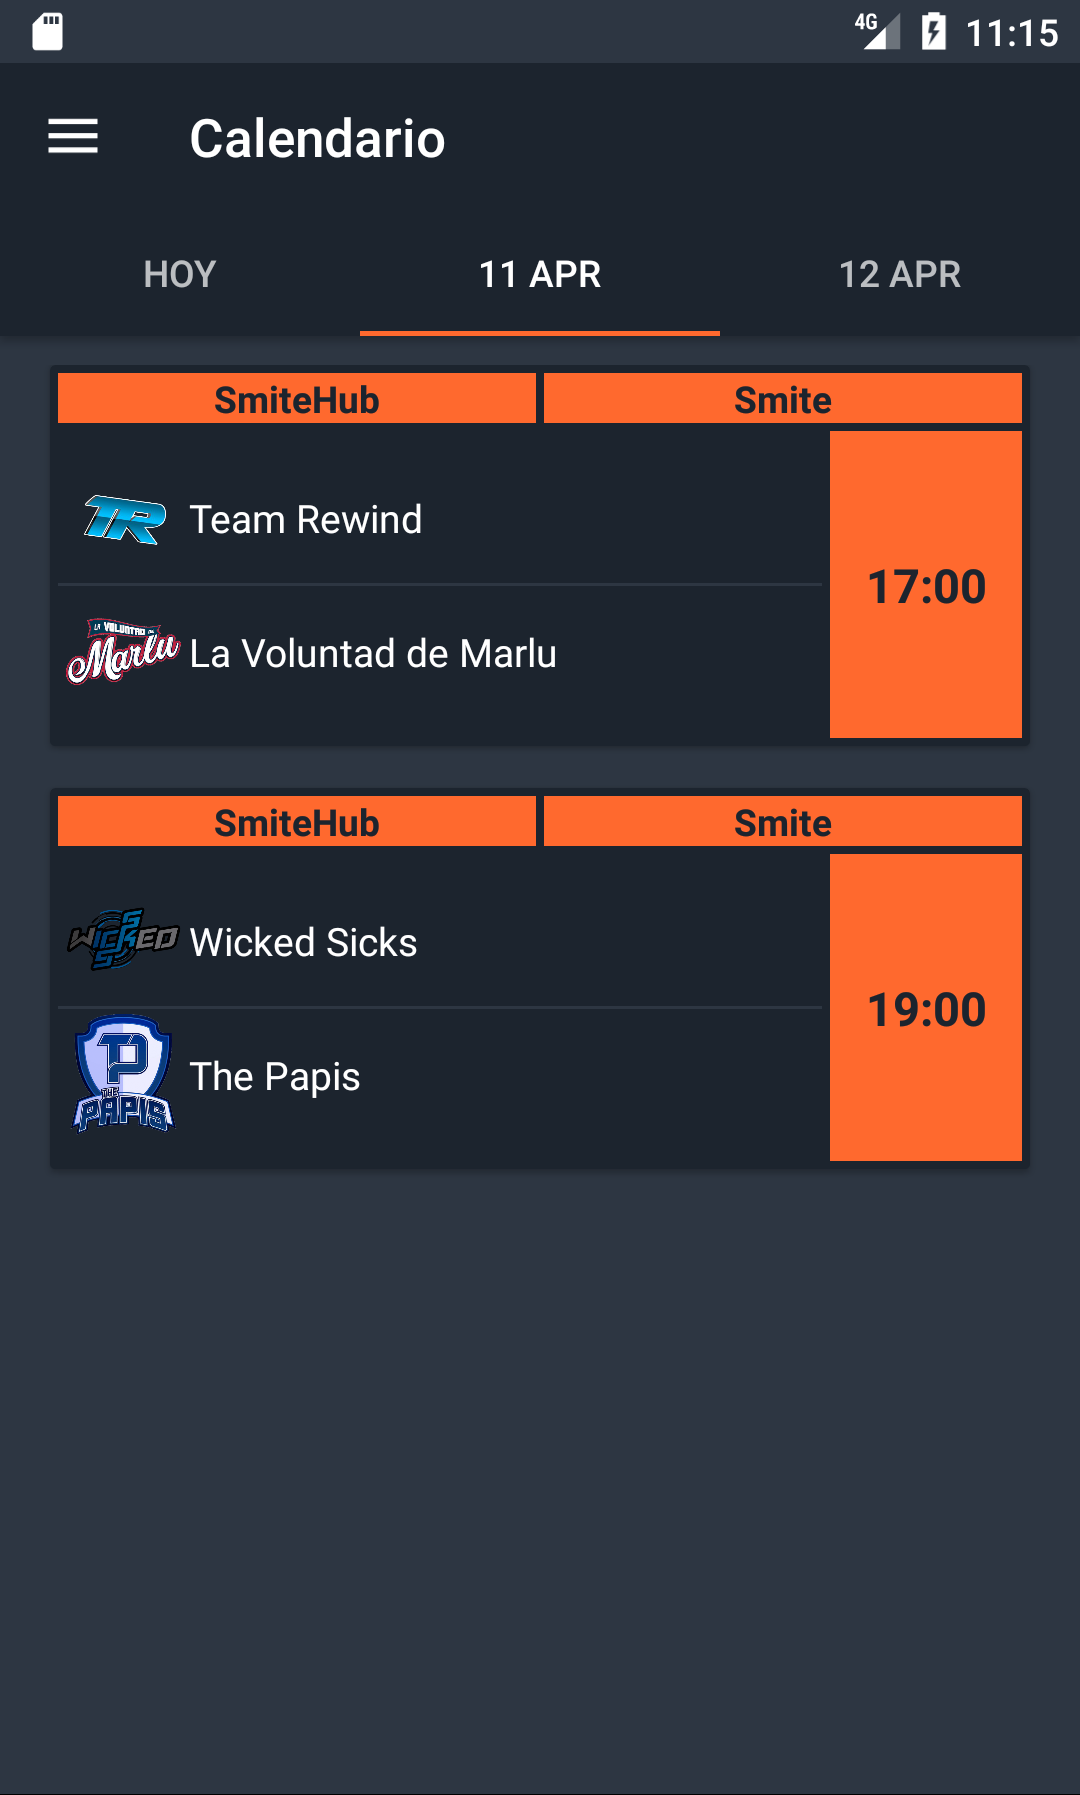 4G 11:15
Calendario
HOY 11 APR 12 APR
SmiteHub Smite
TR Team Rewind
17:00
LA VOLUNTAD DE
Marlu
La Voluntad de Marlu
SmiteHub Smite
WICKED Wicked Sicks
19:00
THE
PAPIS
The Papis